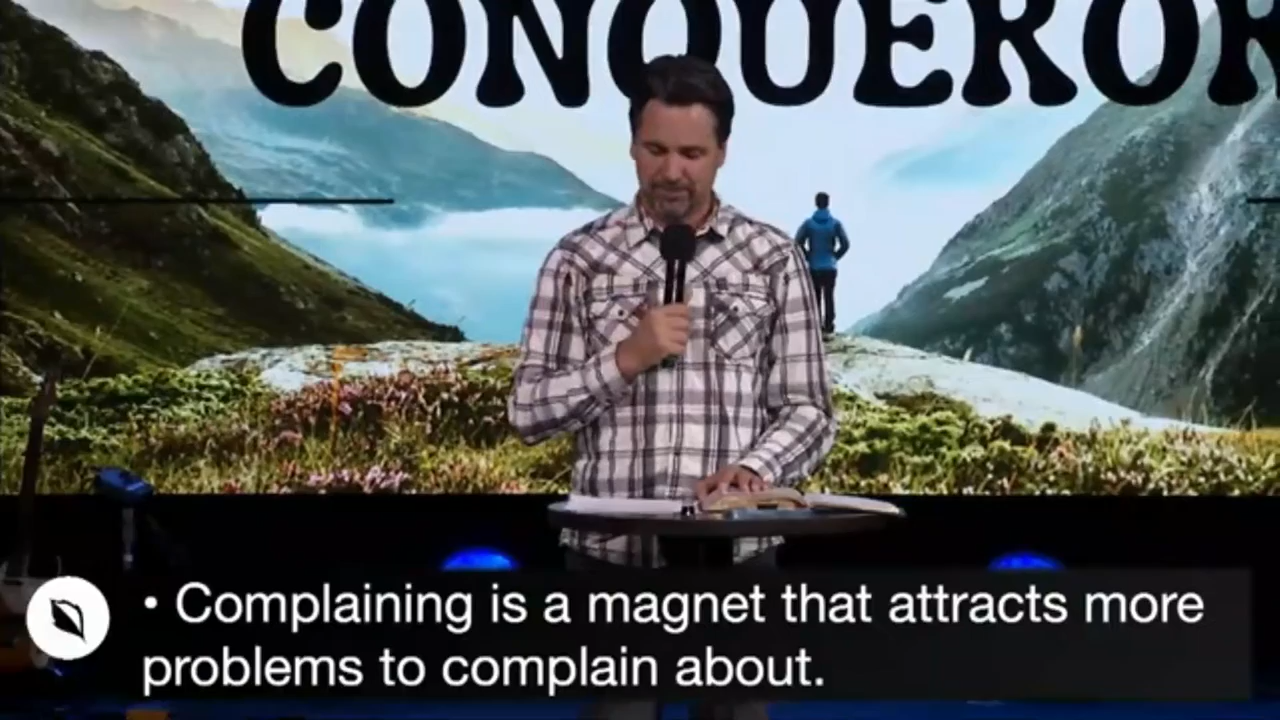 CONQUEROR
• Complaining is a magnet that attracts more
problems to complain about.